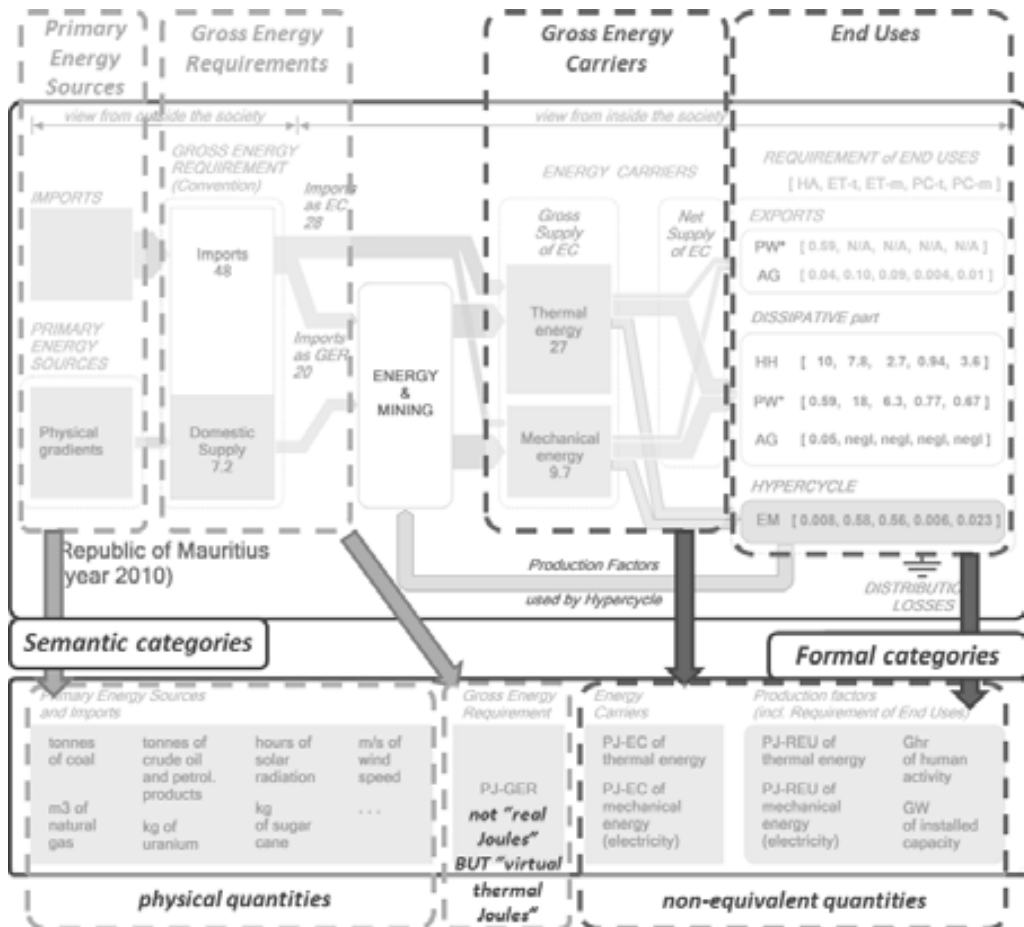 Primary
Energy
Sources
Gross Energy
Requirements
Gross Energy
Carriers
End Uses
view from outside the society
view from inside the society
GROSS ENERGY
REQUIREMENT
(Convention)
IMPORTS
Imports
48
Imports
as EC
28
PRIMARY
ENERGY
SOURCES
Physical
gradients
Domestic
Supply
7.2
Imports
as GER
20
ENERGY
&
MINING
ENERGY CARRIERS
Gross
Supply
of EC
Net
Supply
of EC
Thermal
energy
27
Mechanical
energy
9.7
REQUIREMENT of END USES
[ HA, ET-t, ET-m, PC-t, PC-m ]
EXPORTS
PW* [ 0.59, N/A, N/A, N/A, N/A ]
AG [ 0.04, 0.10, 0.09, 0.004, 0.01 ]
DISSIPATIVE part
HH [ 10, 7.8, 2.7, 0.94, 3.6 ]
PW* [ 0.59, 18, 6.3, 0.77, 0.67 ]
AG [ 0.05, negl, negl, negl, negl ]
HYPERCYCLE
EM [ 0.008, 0.58, 0.56, 0.006, 0.023 ]
Republic of Mauritius
year 2010)
Production Factors
used by Hypercycle
DISTRIBUTIO
LOSSES
Semantic categories
Formal categories
Primary Energy Sources
and Imports
tonnes
of coal
tonnes of
crude oil
and petrol.
products
hours of
solar
radiation
m/s of
wind
speed
m3 of
natural
gas
kg of
uranium
kg
of sugar
cane
. . .
physical quantities
Gross Energy
Requirement
PJ-GER
not "real
Joules"
BUT "virtual
thermal
Joules"
Energy
Carriers
PJ-EC of
thermal energy
PJ-EC of
mechanical
energy
(electricity)
Production factors
(incl. Requirement of End Uses)
PJ-REU of
thermal energy
PJ-REU of
mechanical
energy
(electricity)
Ghr
of human
activity
GW
of installed
capacity
non-equivalent quantities